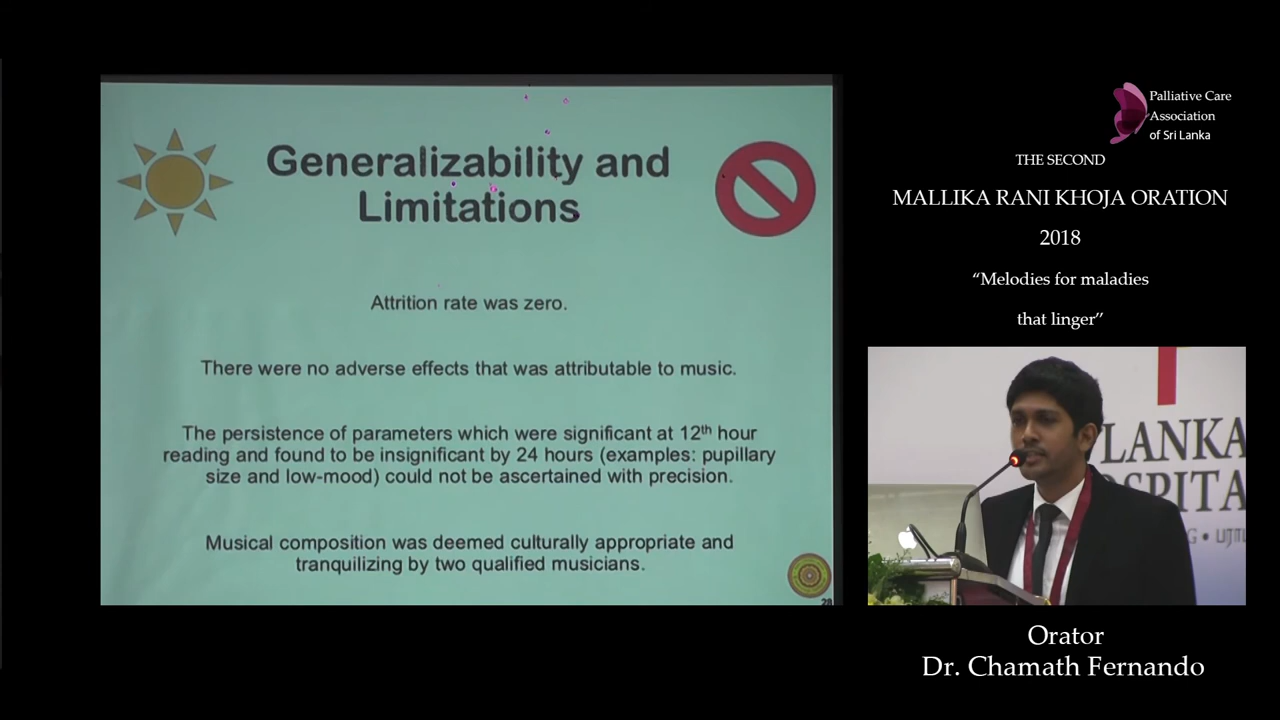 Generalizability and
Limitations
Attrition rate was zero.
There were no adverse effects that was attributable to music.
The persistence of parameters which were significant at 12th hour
reading and found to be insignificant by 24 hours (examples: pupillary
size and low-mood) could not be ascertained with precision.
Musical composition was deemed culturally appropriate and
tranquilizing by two qualified musicians.
28
Palliative Care
Association
of Sri Lanka
THE SECOND
MALLIKA RANI KHOJA ORATION
2018
“Melodies for maladies
that linger”
LANKA
Orator
Dr. Chamath Fernando